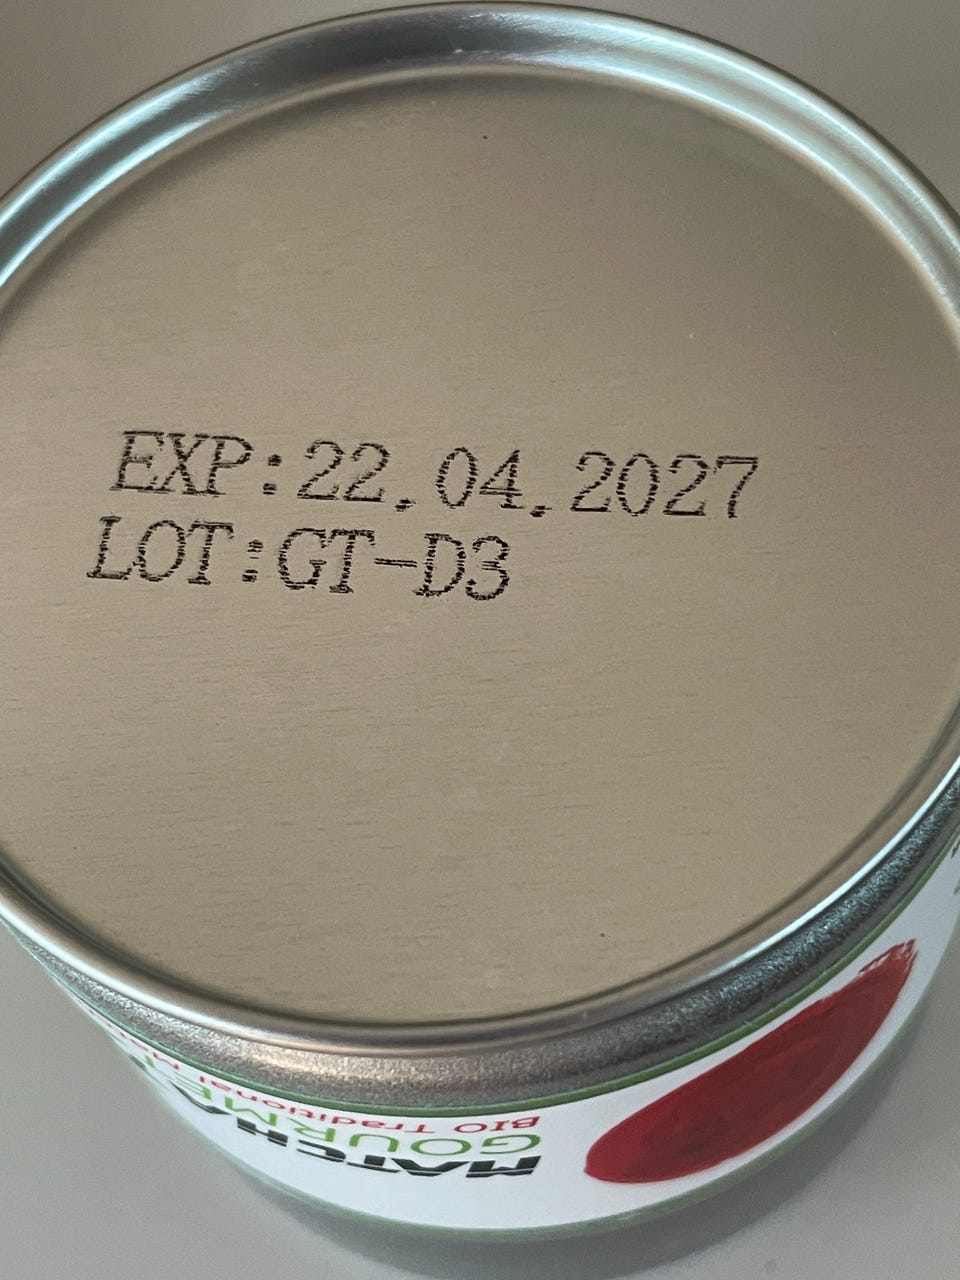 EXP:22.04.2027
LOT:GT-D3
MATCHA
GOURMET
BIO Traditional